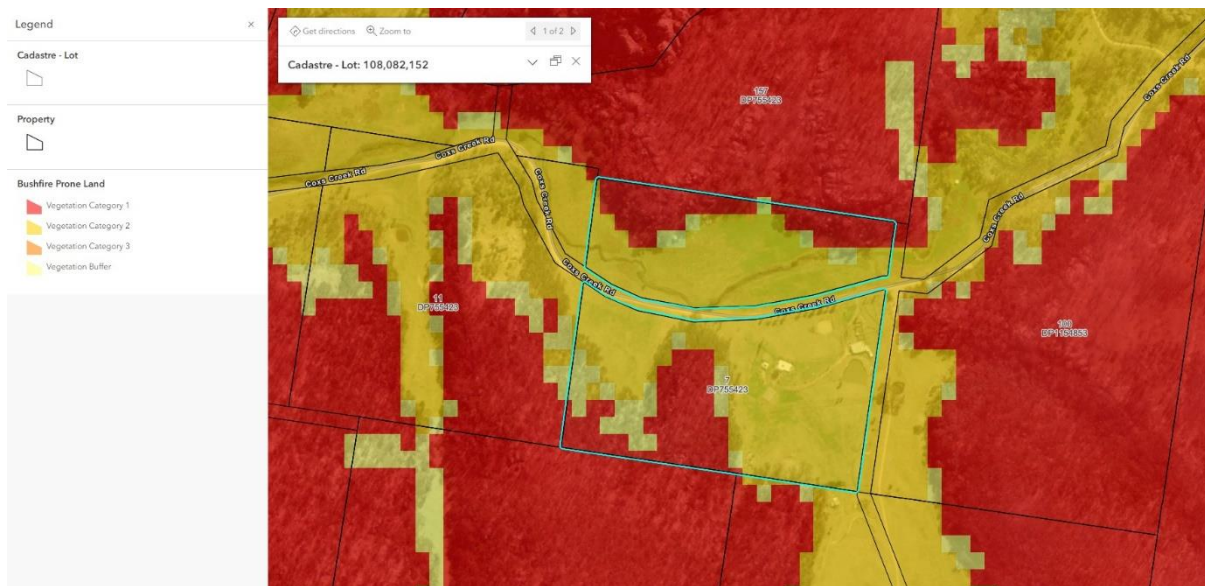 Legend ×
Cadastre - Lot
Property
Bushfire Prone Land
Vegetation Category 1
Vegetation Category 2
Vegetation Category 3
Vegetation Buffer
Get directions Zoom to 1 of 2
Cadastre - Lot: 108,082,152
157
DP755423
Coxs Creek Rd
Coxs Creek Rd
Coxs Creek Rd
Coxs Creek Rd
Coxs Creek Rd
Coxs Creek Rd
Coxs Creek Rd
11
DP755423
7
DP755423
DP1154853